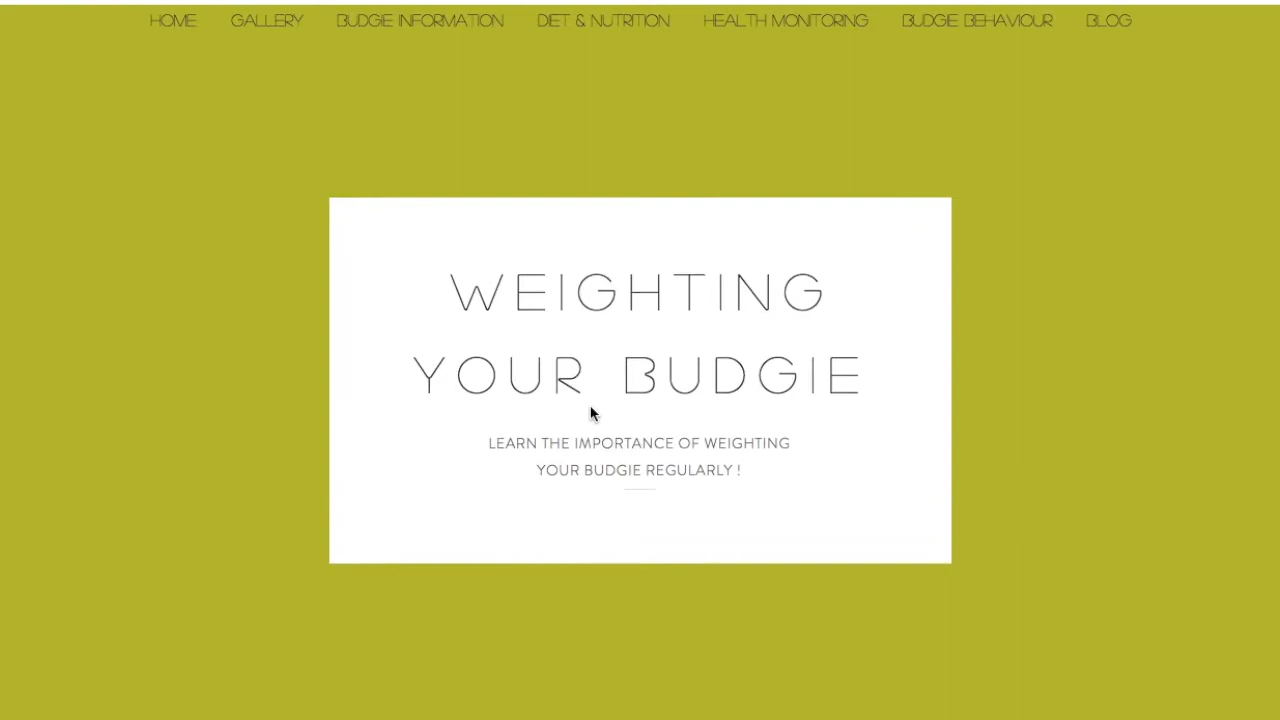 HOME GALLERY BUDGIE INFORMATION DIET & NUTRITION HEALTH MONITORING BUDGIE BEHAVIOUR BLOG
WEIGHTING
YOUR BUDGIE
LEARN THE IMPORTANCE OF WEIGHTING
YOUR BUDGIE REGULARLY !